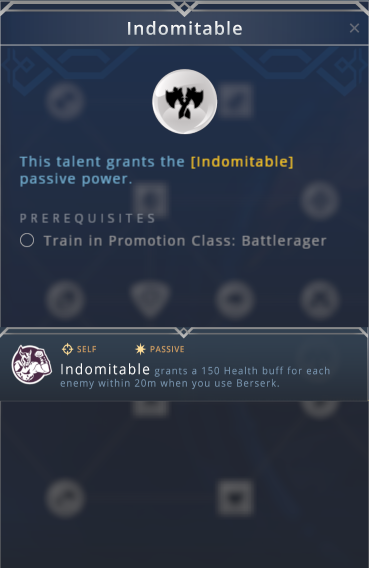 Indomitable
This talent grants the [Indomitable]
passive power.
PREREQUISITES
Train in Promotion Class: Battlerager
SELF PASSIVE
Indomitable grants a 150 Health buff for each
enemy within 20m when you use Berserk.